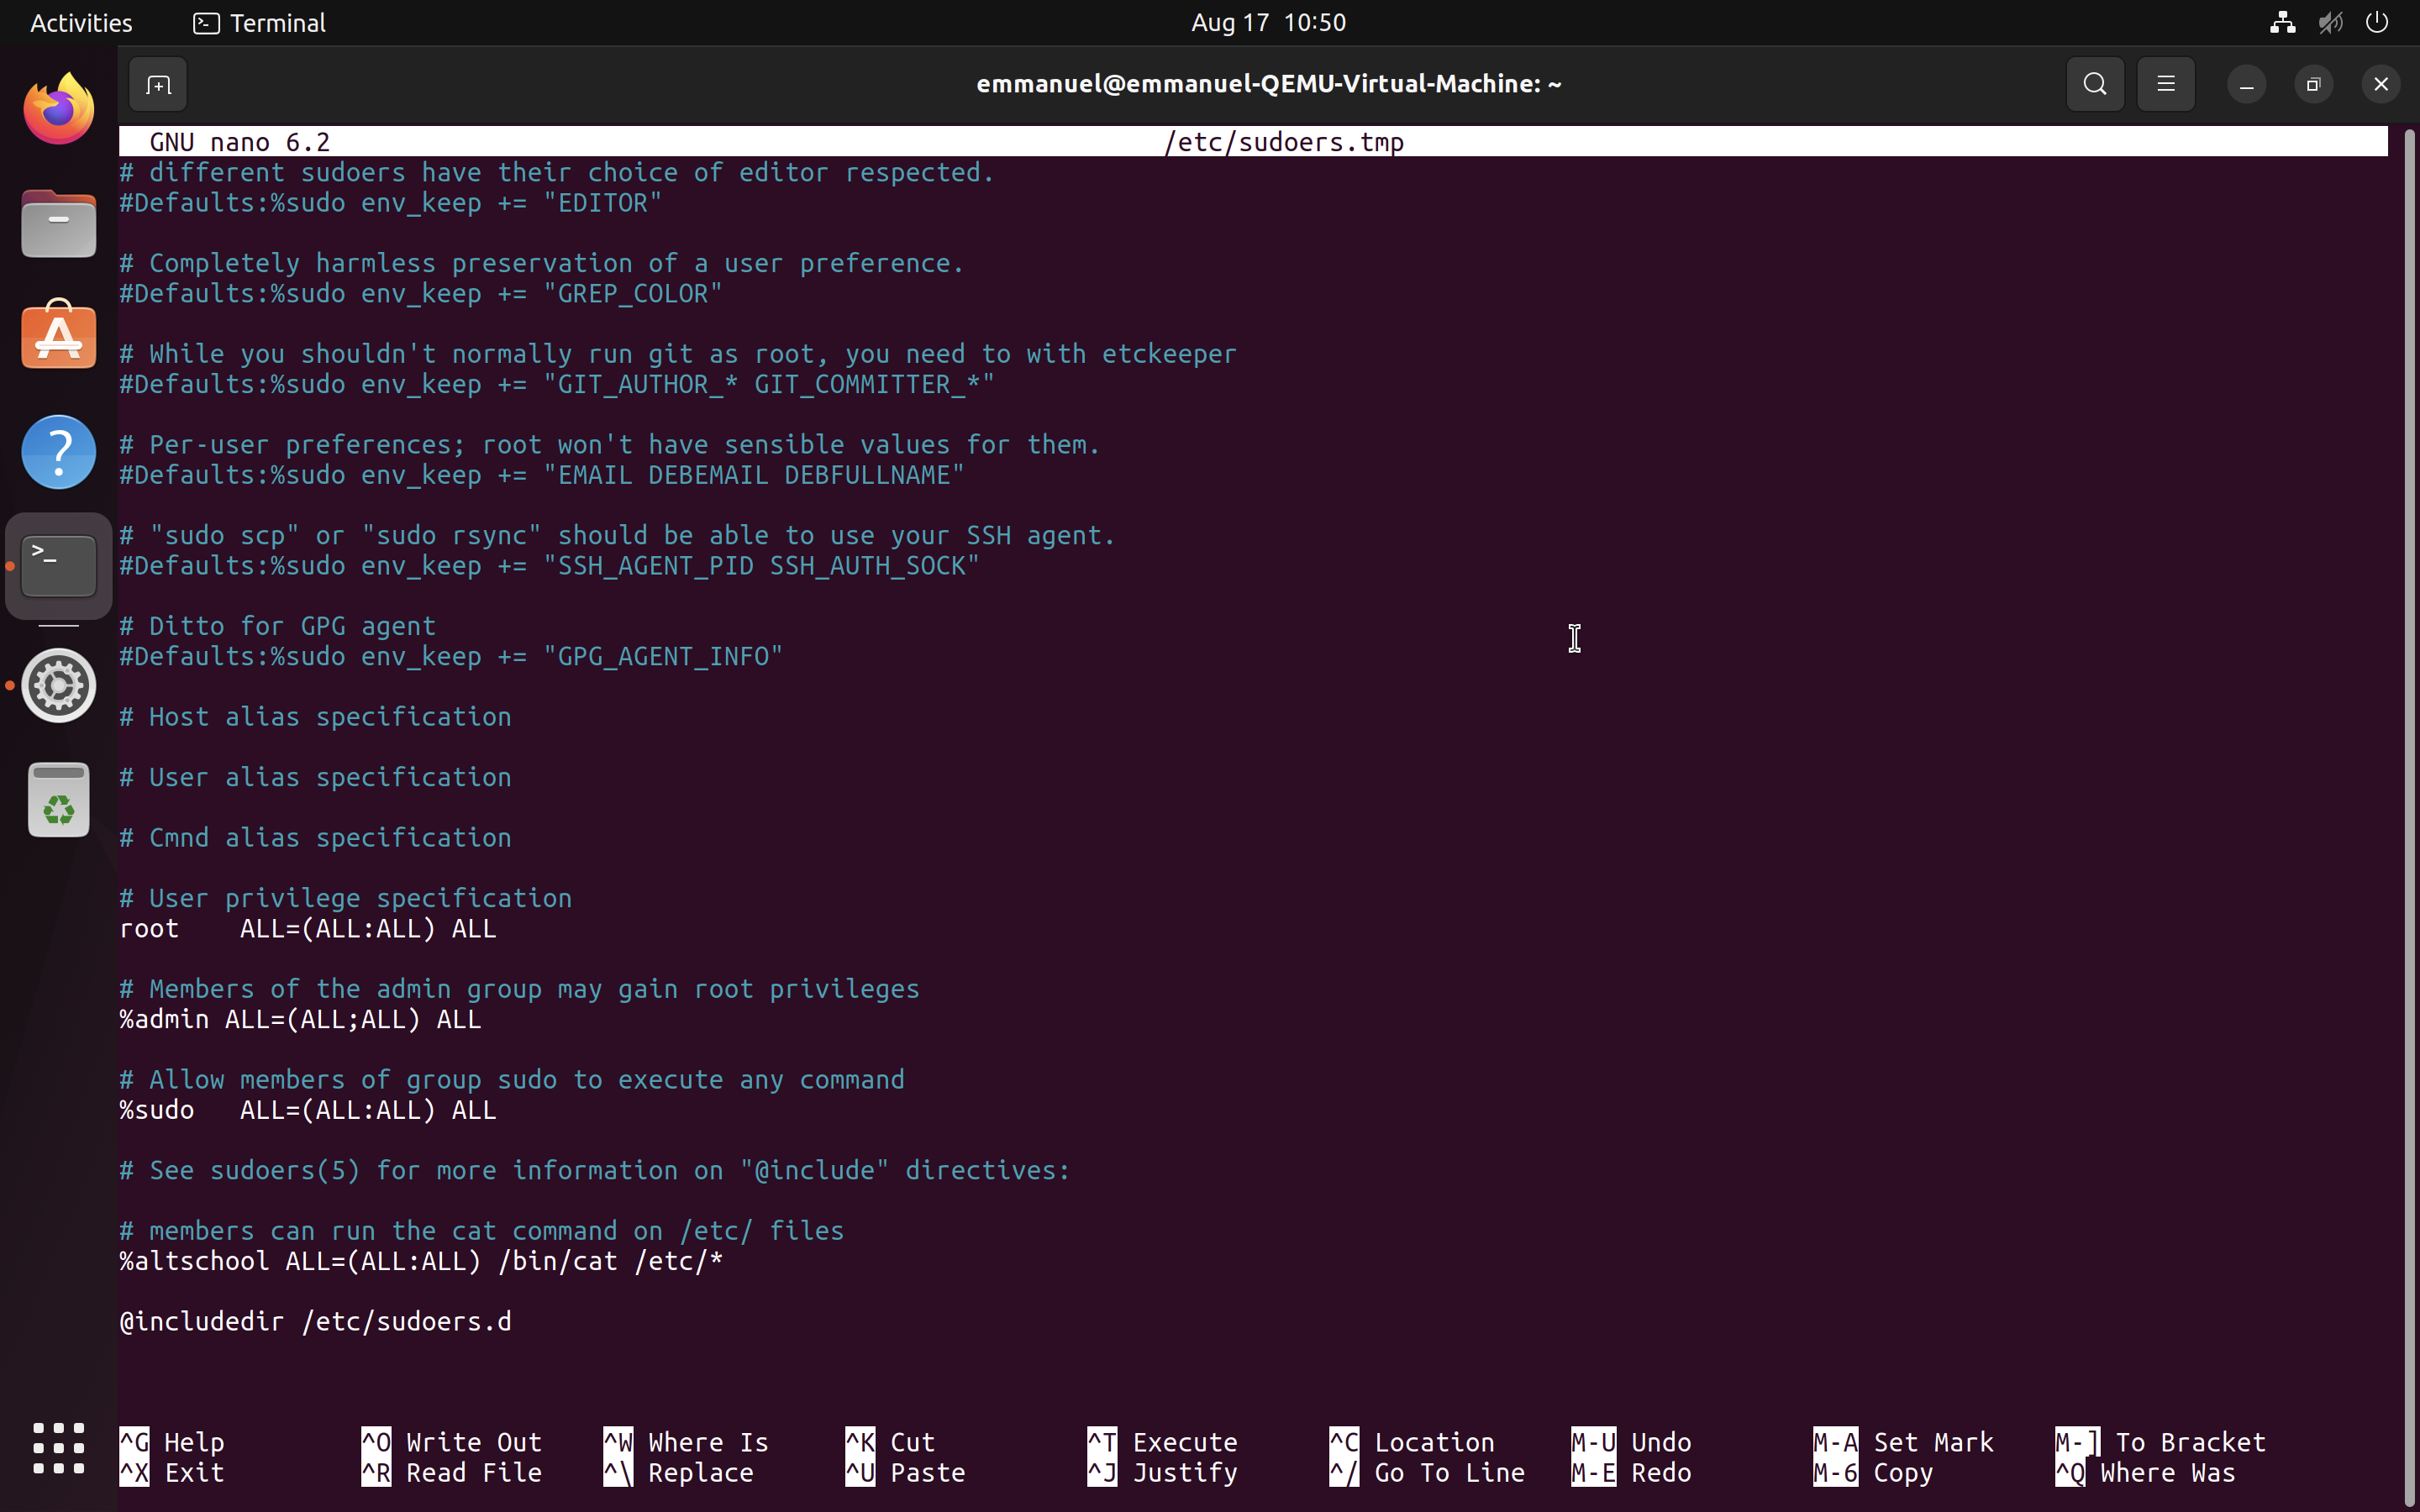 Activities Terminal Aug 17 10:50
emmanuel@emmanuel-QEMU-Virtual-Machine: ~
GNU nano 6.2 /etc/sudoers.tmp
# different sudoers have their choice of editor respected.
#Defaults:%sudo env_keep += "EDITOR"
# Completely harmless preservation of a user preference.
#Defaults:%sudo env_keep += "GREP_COLOR"
# While you shouldn't normally run git as root, you need to with etckeeper
#Defaults:%sudo env_keep += "GIT_AUTHOR_* GIT_COMMITTER_*"
# Per-user preferences; root won't have sensible values for them.
#Defaults:%sudo env_keep += "EMAIL DEBEMAIL DEBFULLNAME"
# "sudo scp" or "sudo rsync" should be able to use your SSH agent.
#Defaults:%sudo env_keep += "SSH_AGENT_PID SSH_AUTH_SOCK"
# Ditto for GPG agent
#Defaults:%sudo env_keep += "GPG_AGENT_INFO"
# Host alias specification
# User alias specification
# Cmnd alias specification
# User privilege specification
root    ALL=(ALL:ALL) ALL
# Members of the admin group may gain root privileges
%admin ALL=(ALL;ALL) ALL
# Allow members of group sudo to execute any command
%sudo   ALL=(ALL:ALL) ALL
# See sudoers(5) for more information on "@include" directives:
# members can run the cat command on /etc/ files
%altschool ALL=(ALL:ALL) /bin/cat /etc/*
@includedir /etc/sudoers.d
^G Help ^O Write Out ^W Where Is ^K Cut ^T Execute ^C Location M-U Undo M-A Set Mark M-] To Bracket
^X Exit ^R Read File ^\ Replace ^U Paste ^J Justify ^/ Go To Line M-E Redo M-6 Copy ^Q Where Was